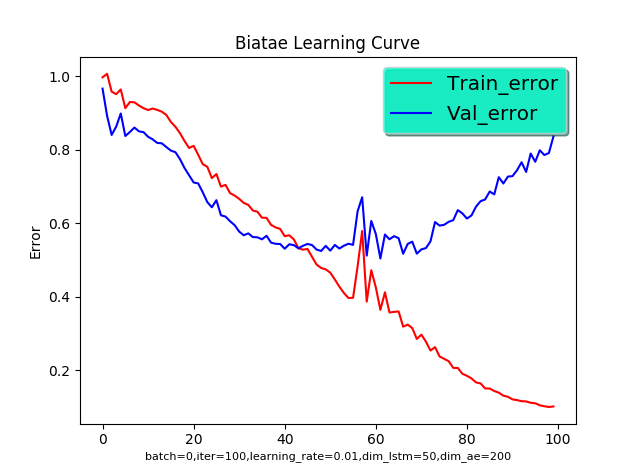 Biatae Learning Curve
Train_error
Val_error
Error
1.0
0.8
0.6
0.4
0.2
0
20
40
60
80
100
batch=0,iter=100,learning_rate=0.01,dim_lstm=50,dim_ae=200